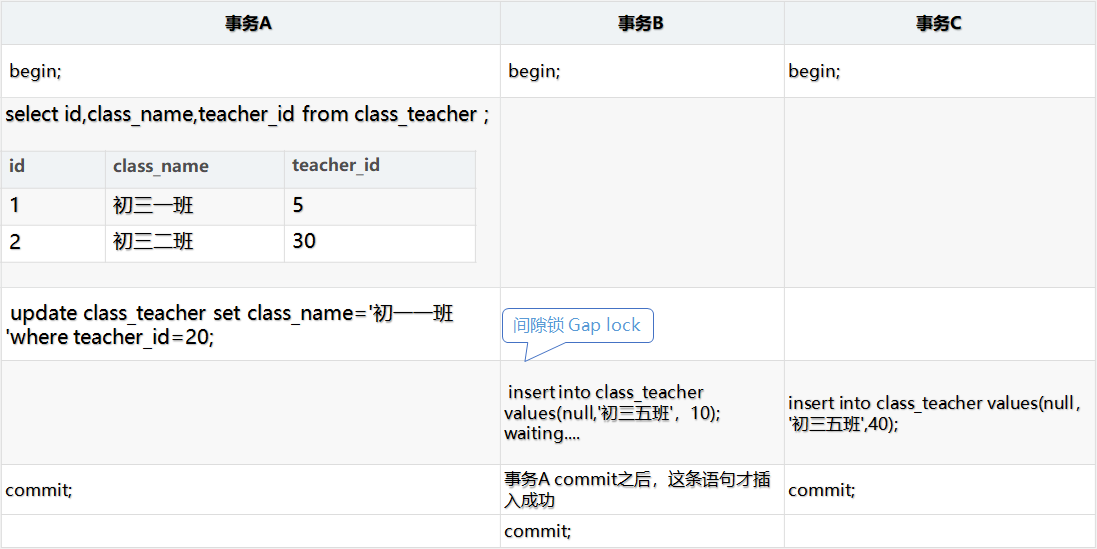 事务A 事务B 事务C
begin; begin; begin;
select id,class_name,teacher_id from class_teacher ;
id class_name teacher_id
1 初三一班 5
2 初三二班 30
update class_teacher set class_name='初一一班
'where teacher_id=20;
间隙锁 Gap lock
insert into class_teacher
values(null,'初三五班', 10);
waiting....
insert into class_teacher values(null,
'初三五班',40);
commit;
事务A commit之后，这条语句才插
入成功
commit;
commit;